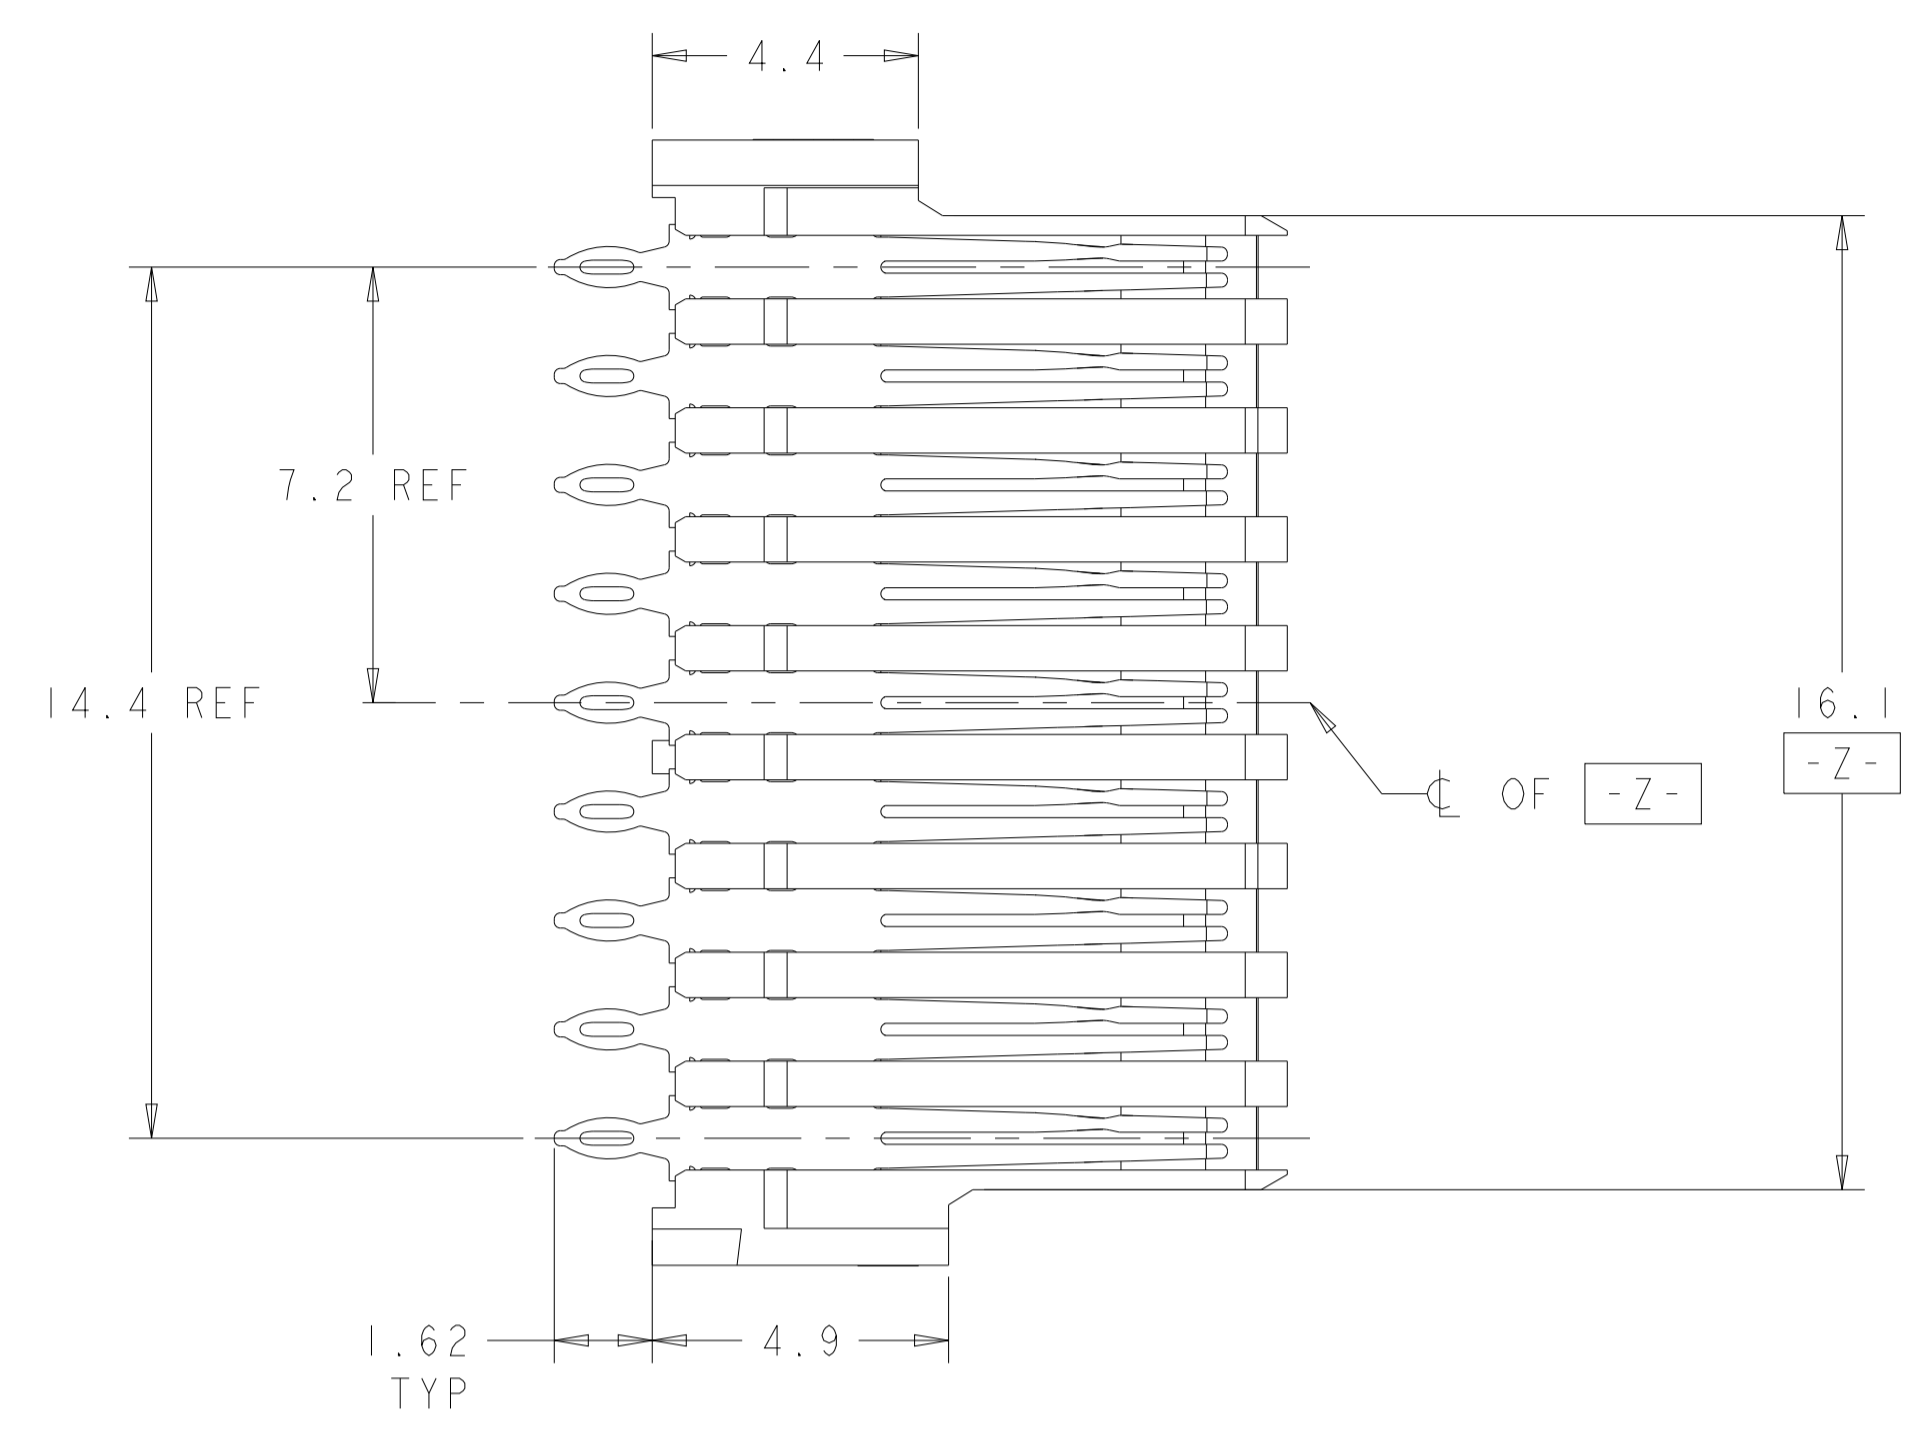 4.4
7.2 REF
14.4 REF
16.1
-Z-
℄ OF -Z-
1.62
TYP
4.9